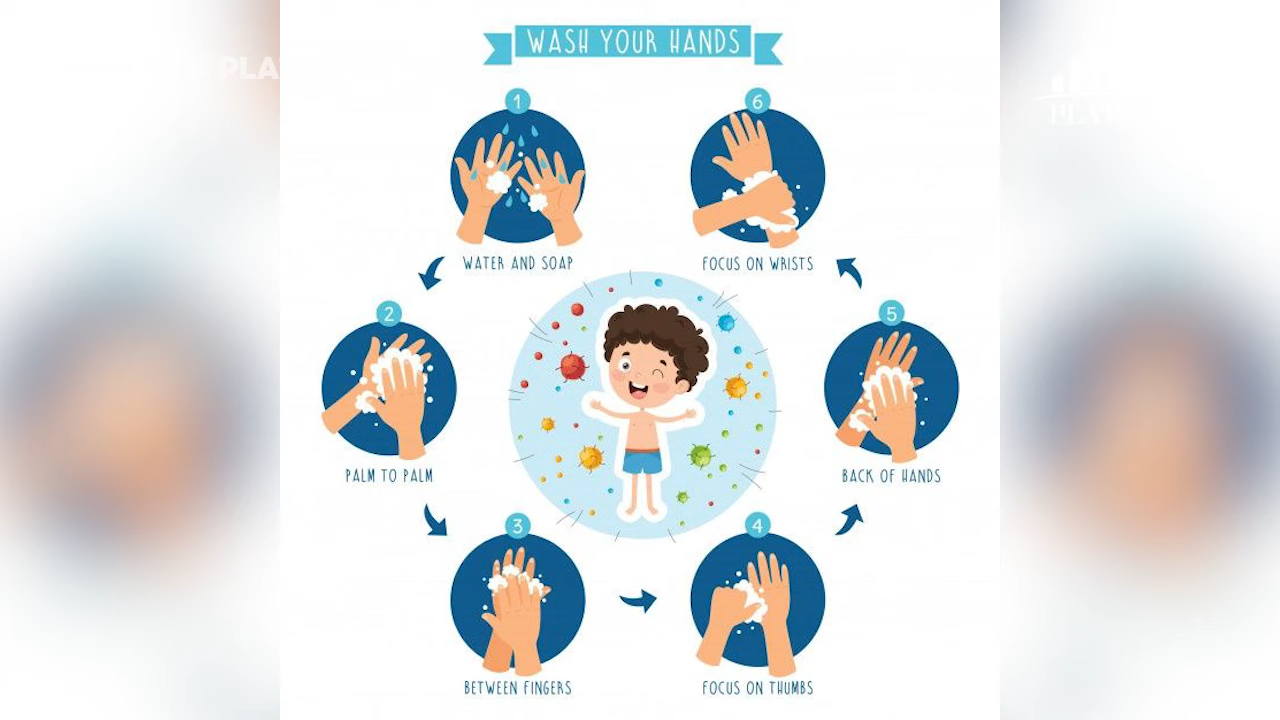 WASH YOUR HANDS
1
WATER AND SOAP
2
PALM TO PALM
3
BETWEEN FINGERS
4
FOCUS ON THUMBS
5
BACK OF HANDS
6
FOCUS ON WRISTS
PLA